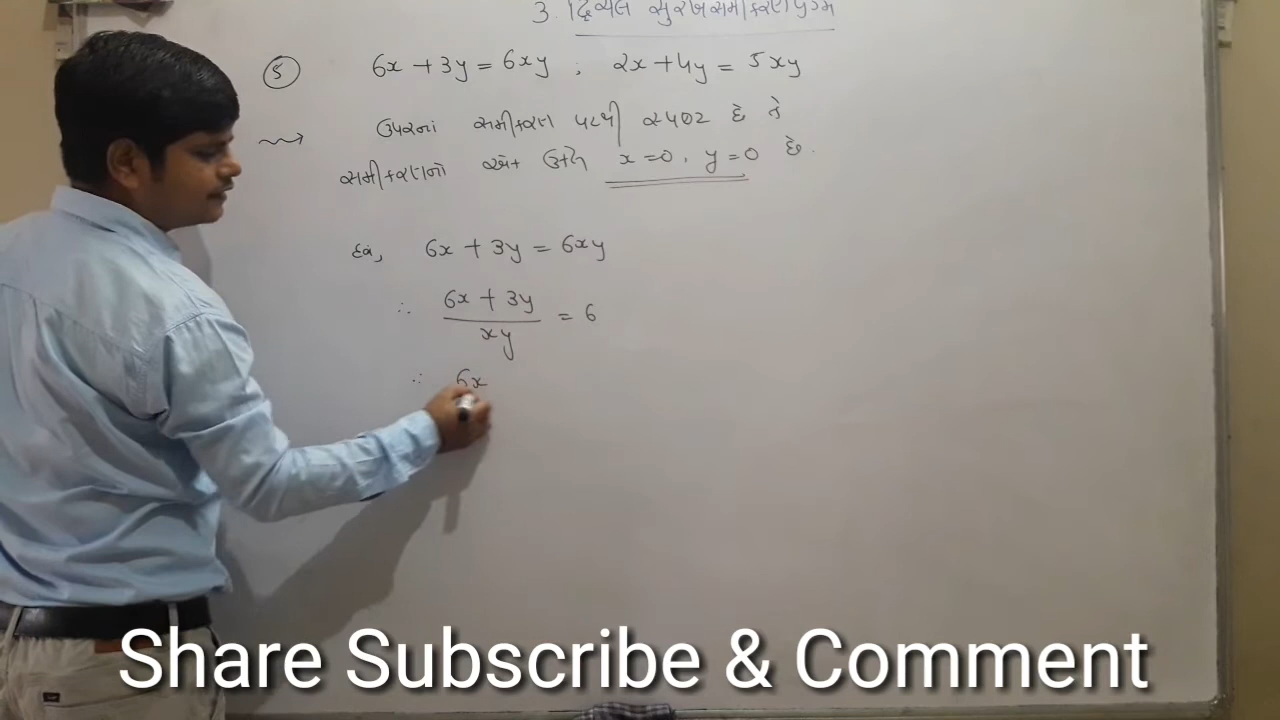 3. દ્વિચલ સુરેખ સમીકરણયુગ્મ
5 6x + 3y = 6xy ; 2x + 4y = 5xy
ઉપરનાં સમીકરણ પરથી સ્પષ્ટ છે કે
સમીકરણનો એક ઉકેલ x = 0, y = 0 છે.
હવે, 6x + 3y = 6xy
∴ 6x + 3y / xy = 6
∴ 6x
Share Subscribe & Comment